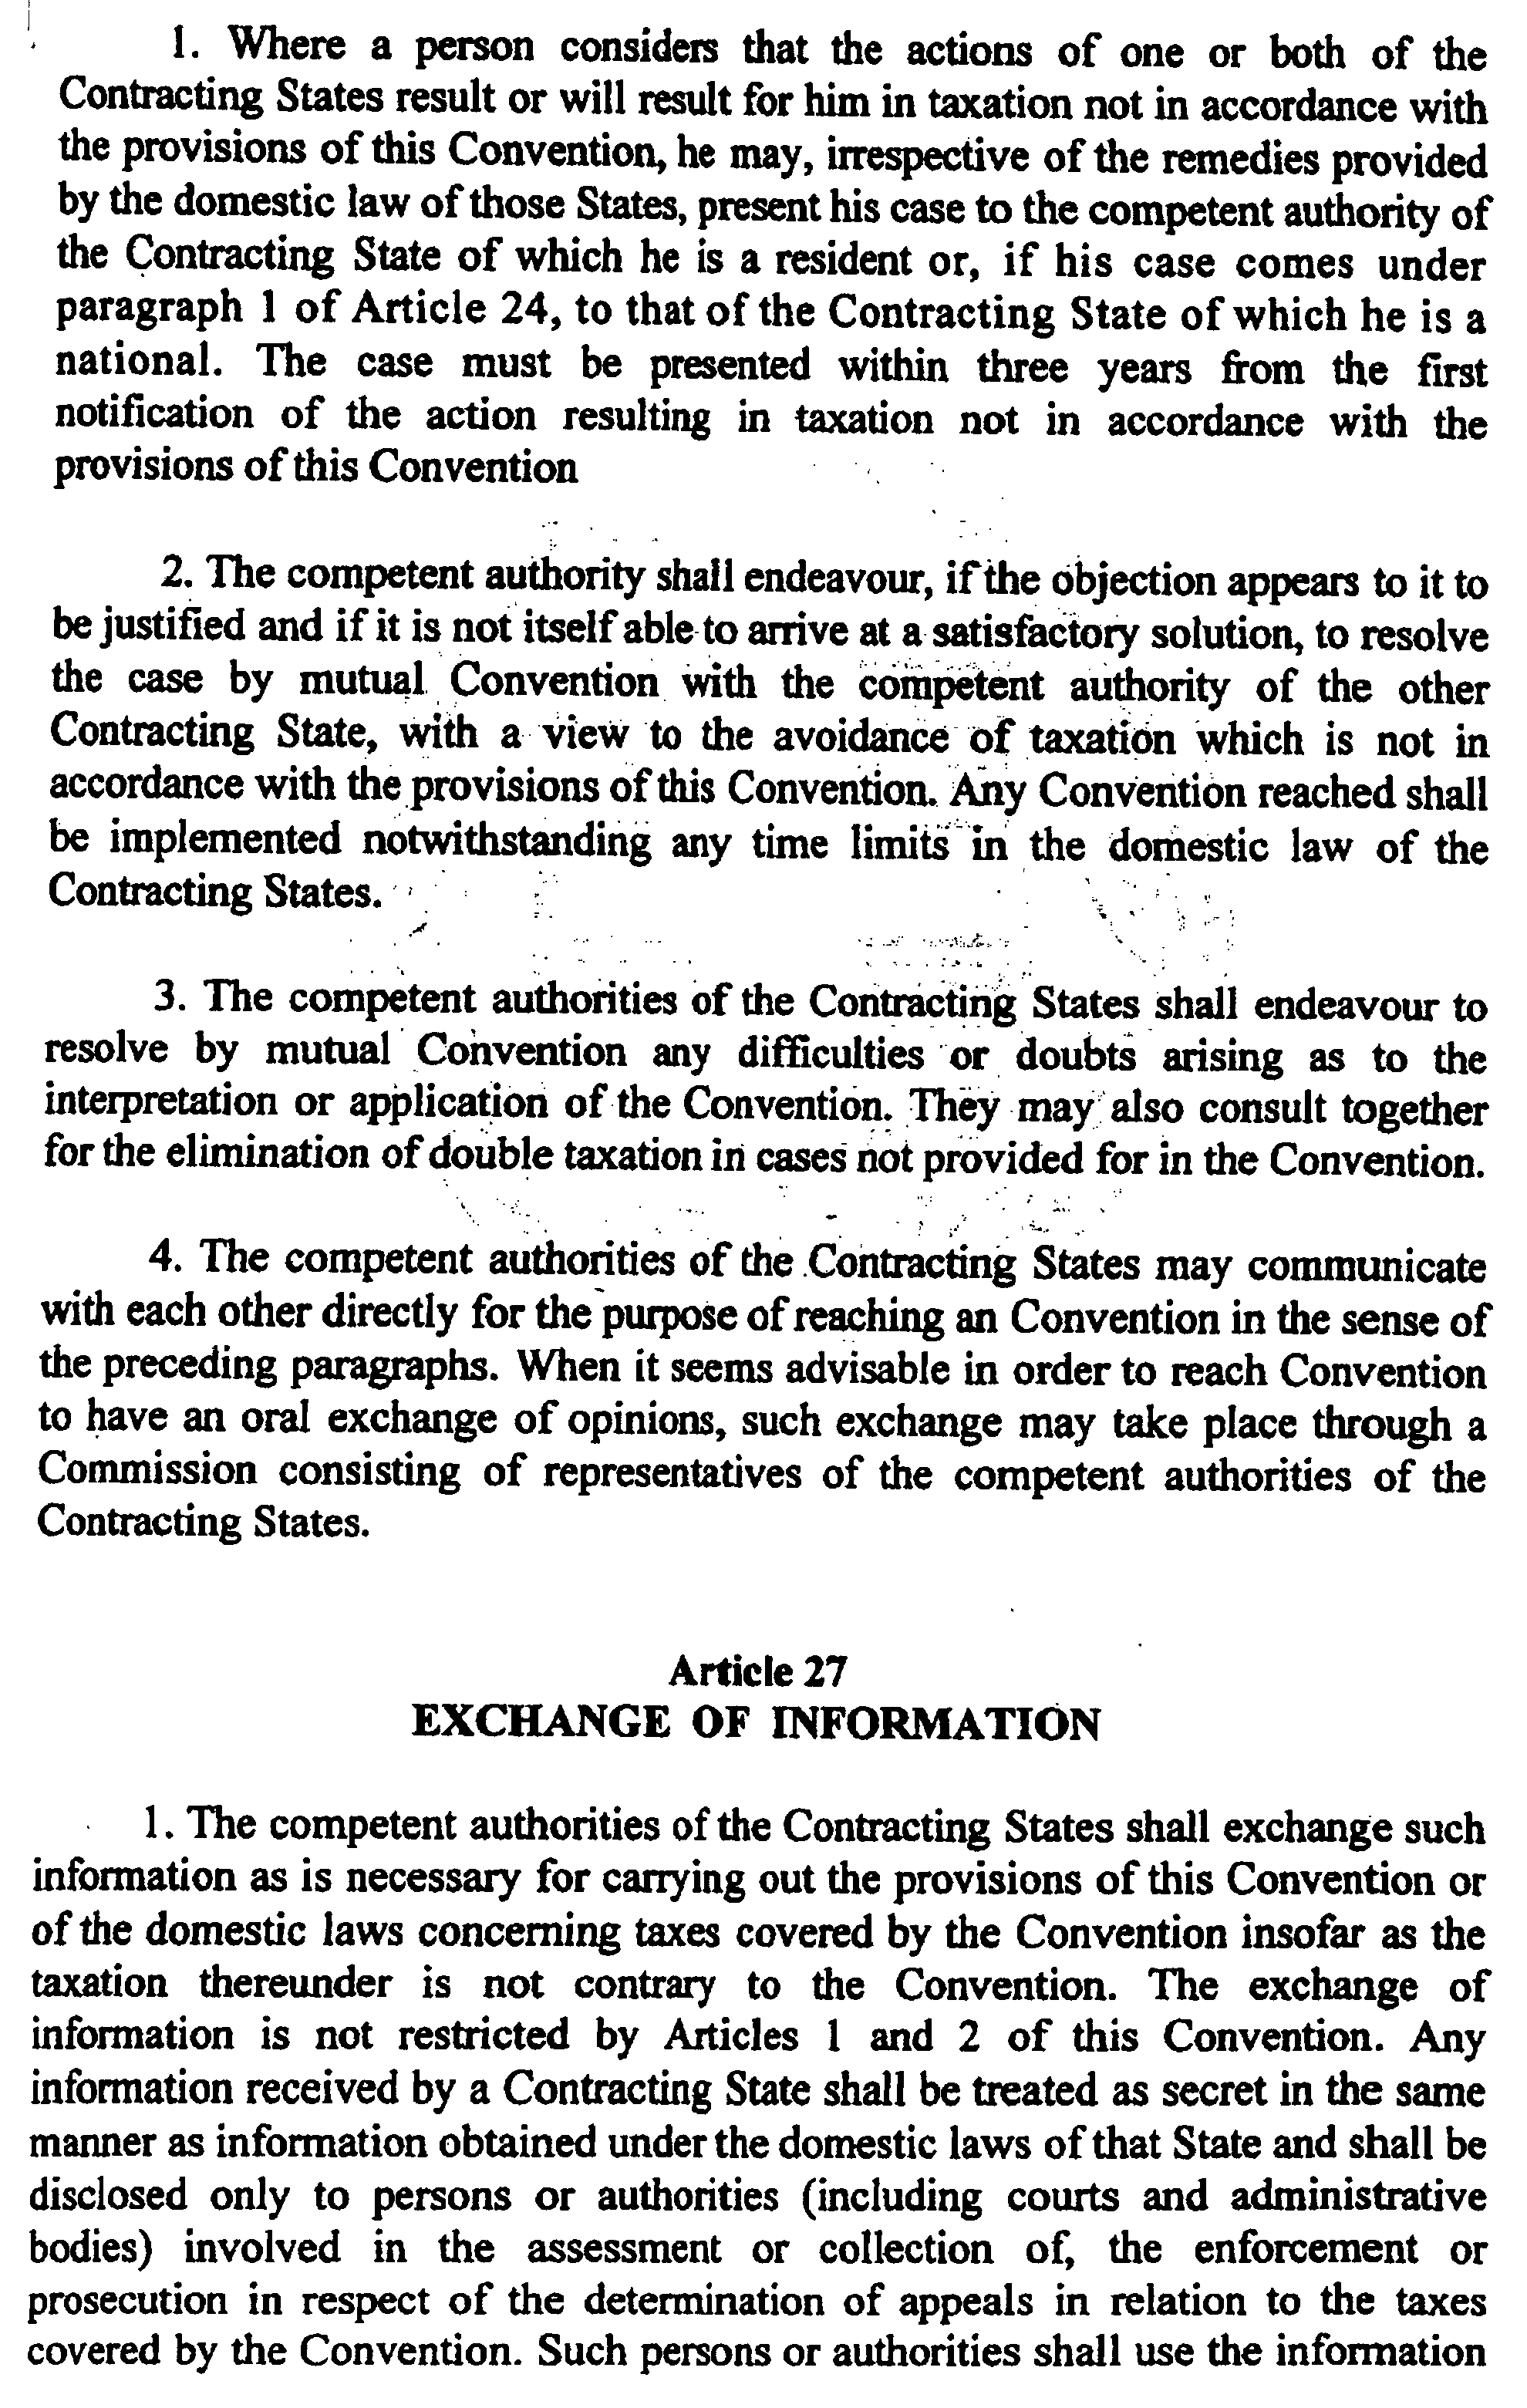 1. Where a person considers that the actions of one or both of the
Contracting States result or will result for him in taxation not in accordance with
the provisions of this Convention, he may, irrespective of the remedies provided
by the domestic law of those States, present his case to the competent authority of
the Contracting State of which he is a resident or, if his case comes under
paragraph 1 of Article 24, to that of the Contracting State of which he is a
national. The case must be presented within three years from the first
notification of the action resulting in taxation not in accordance with the
provisions of this Convention
2. The competent authority shall endeavour, if the objection appears to it to
be justified and if it is not itself able to arrive at a satisfactory solution, to resolve
the case by mutual Convention with the competent authority of the other
Contracting State, with a view to the avoidance of taxation which is not in
accordance with the provisions of this Convention. Any Convention reached shall
be implemented notwithstanding any time limits in the domestic law of the
Contracting States.
3. The competent authorities of the Contracting States shall endeavour to
resolve by mutual Convention any difficulties or doubts arising as to the
interpretation or application of the Convention. They may also consult together
for the elimination of double taxation in cases not provided for in the Convention.
4. The competent authorities of the Contracting States may communicate
with each other directly for the purpose of reaching an Convention in the sense of
the preceding paragraphs. When it seems advisable in order to reach Convention
to have an oral exchange of opinions, such exchange may take place through a
Commission consisting of representatives of the competent authorities of the
Contracting States.
Article 27
EXCHANGE OF INFORMATION
1. The competent authorities of the Contracting States shall exchange such
information as is necessary for carrying out the provisions of this Convention or
of the domestic laws concerning taxes covered by the Convention insofar as the
taxation thereunder is not contrary to the Convention. The exchange of
information is not restricted by Articles 1 and 2 of this Convention. Any
information received by a Contracting State shall be treated as secret in the same
manner as information obtained under the domestic laws of that State and shall be
disclosed only to persons or authorities (including courts and administrative
bodies) involved in the assessment or collection of, the enforcement or
prosecution in respect of the determination of appeals in relation to the taxes
covered by the Convention. Such persons or authorities shall use the information